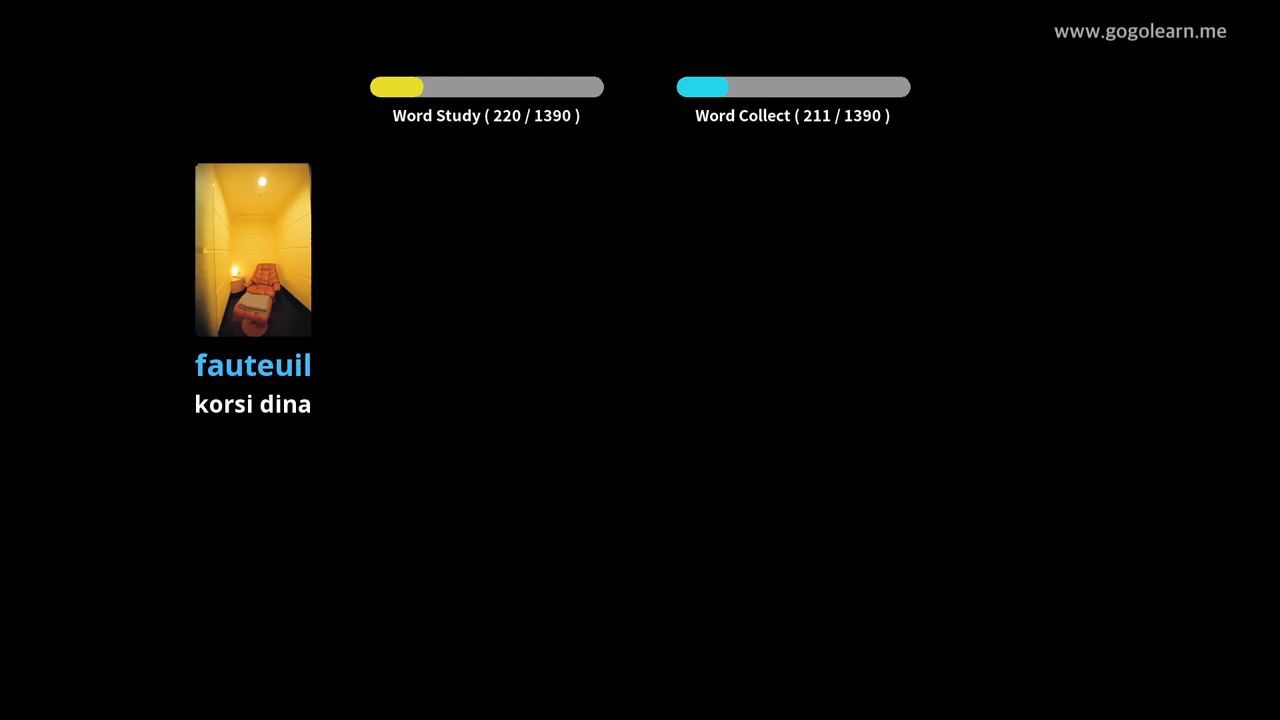 www.gogolearn.me
Word Study ( 220 / 1390 )
Word Collect ( 211 / 1390 )
fauteuil
korsi dina